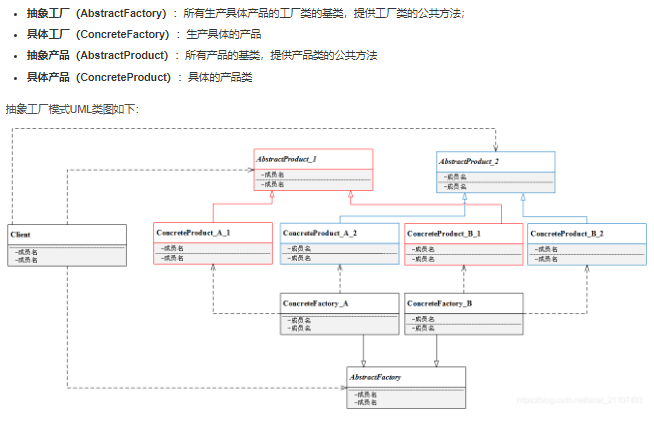 • 抽象工厂（AbstractFactory）：所有生产具体产品的工厂类的基类，提供工厂类的公共方法；
• 具体工厂（ConcreteFactory）：生产具体的产品
• 抽象产品（AbstractProduct）：所有产品的基类，提供产品类的公共方法
• 具体产品（ConcreteProduct）：具体的产品类
抽象工厂模式UML类图如下：
AbstractProduct_1
-成员名
-成员名
AbstractProduct_2
-成员名
-成员名
Client
-成员名
-成员名
ConcreteProduct_A_1
-成员名
-成员名
ConcreteProduct_A_2
-成员名
-成员名
ConcreteProduct_B_1
-成员名
-成员名
ConcreteProduct_B_2
-成员名
-成员名
ConcreteFactory_A
-成员名
-成员名
ConcreteFactory_B
-成员名
-成员名
AbstractFactory
-成员名
-成员名